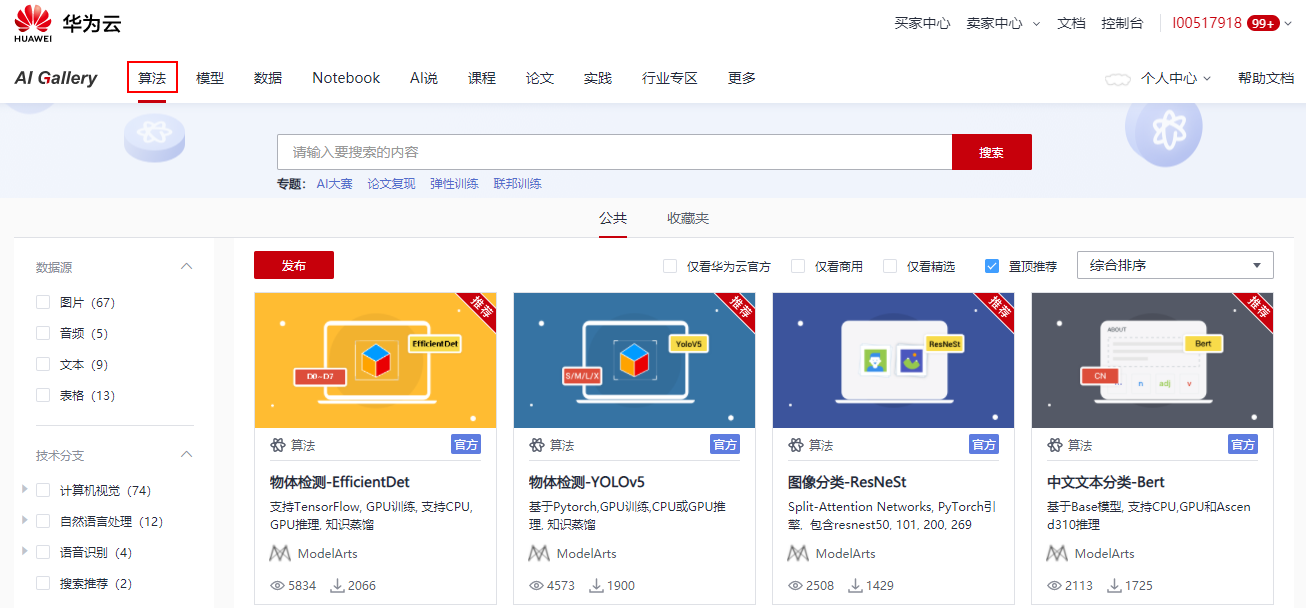 HUAWEI
华为云
买家中心 卖家中心 文档 控制台 I00517918 99+
AI Gallery 算法 模型 数据 Notebook AI说 课程 论文 实践 行业专区 更多 个人中心 帮助文档
请输入要搜索的内容 搜索
专题: AI大赛 论文复现 弹性训练 联邦训练
公共 收藏夹
数据源
图片 (67)
音频 (5)
文本 (9)
表格 (13)
技术分支
计算机视觉 (74)
自然语言处理 (12)
语音识别 (4)
搜索推荐 (2)
发布 仅看华为云官方 仅看商用 仅看精选 置顶推荐 综合排序
推荐
EfficientDet
D0~D7
算法 官方
物体检测-EfficientDet
支持TensorFlow, GPU训练, 支持CPU,
GPU推理, 知识蒸馏
ModelArts
5834 2066
推荐
YoloV5
S/M/L/X
算法 官方
物体检测-YOLOv5
基于Pytorch,GPU训练,CPU或GPU推
理, 知识蒸馏
ModelArts
4573 1900
推荐
ResNeSt
算法 官方
图像分类-ResNeSt
Split-Attention Networks, PyTorch引
擎, 包含resnest50, 101, 200, 269
ModelArts
2508 1429
推荐
ABOUT
Bert
CN
n adj v
算法 官方
中文文本分类-Bert
基于Base模型, 支持CPU,GPU和Ascen
d310推理
ModelArts
2113 1725